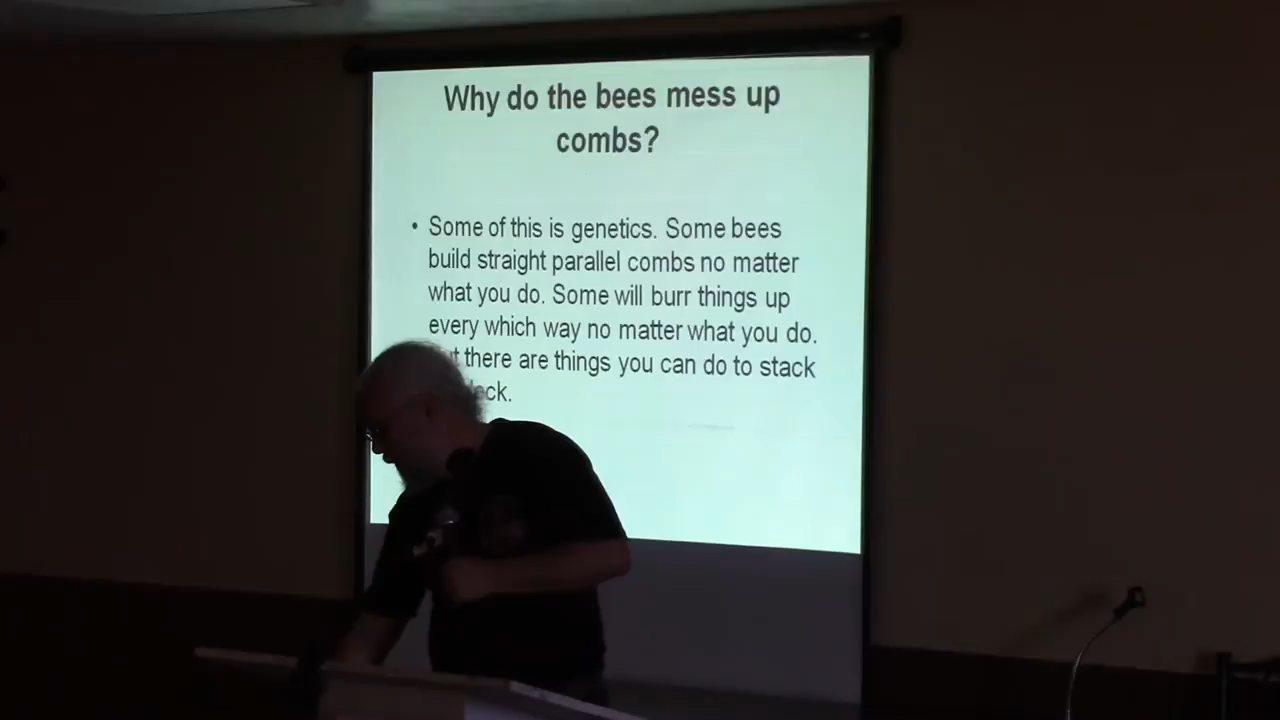 Why do the bees mess up
combs?
• Some of this is genetics. Some bees
build straight parallel combs no matter
what you do. Some will burr things up
every which way no matter what you do.
there are things you can do to stack